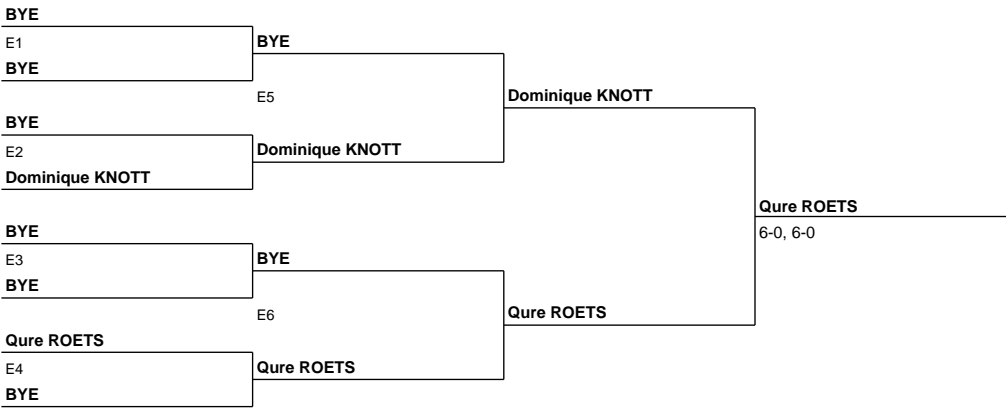 BYE
E1
BYE
BYE
E5
Dominique KNOTT
BYE
E2
Dominique KNOTT
Dominique KNOTT
Qure ROETS
6-0, 6-0
BYE
E3
BYE
BYE
E6
Qure ROETS
Qure ROETS
E4
Qure ROETS
BYE